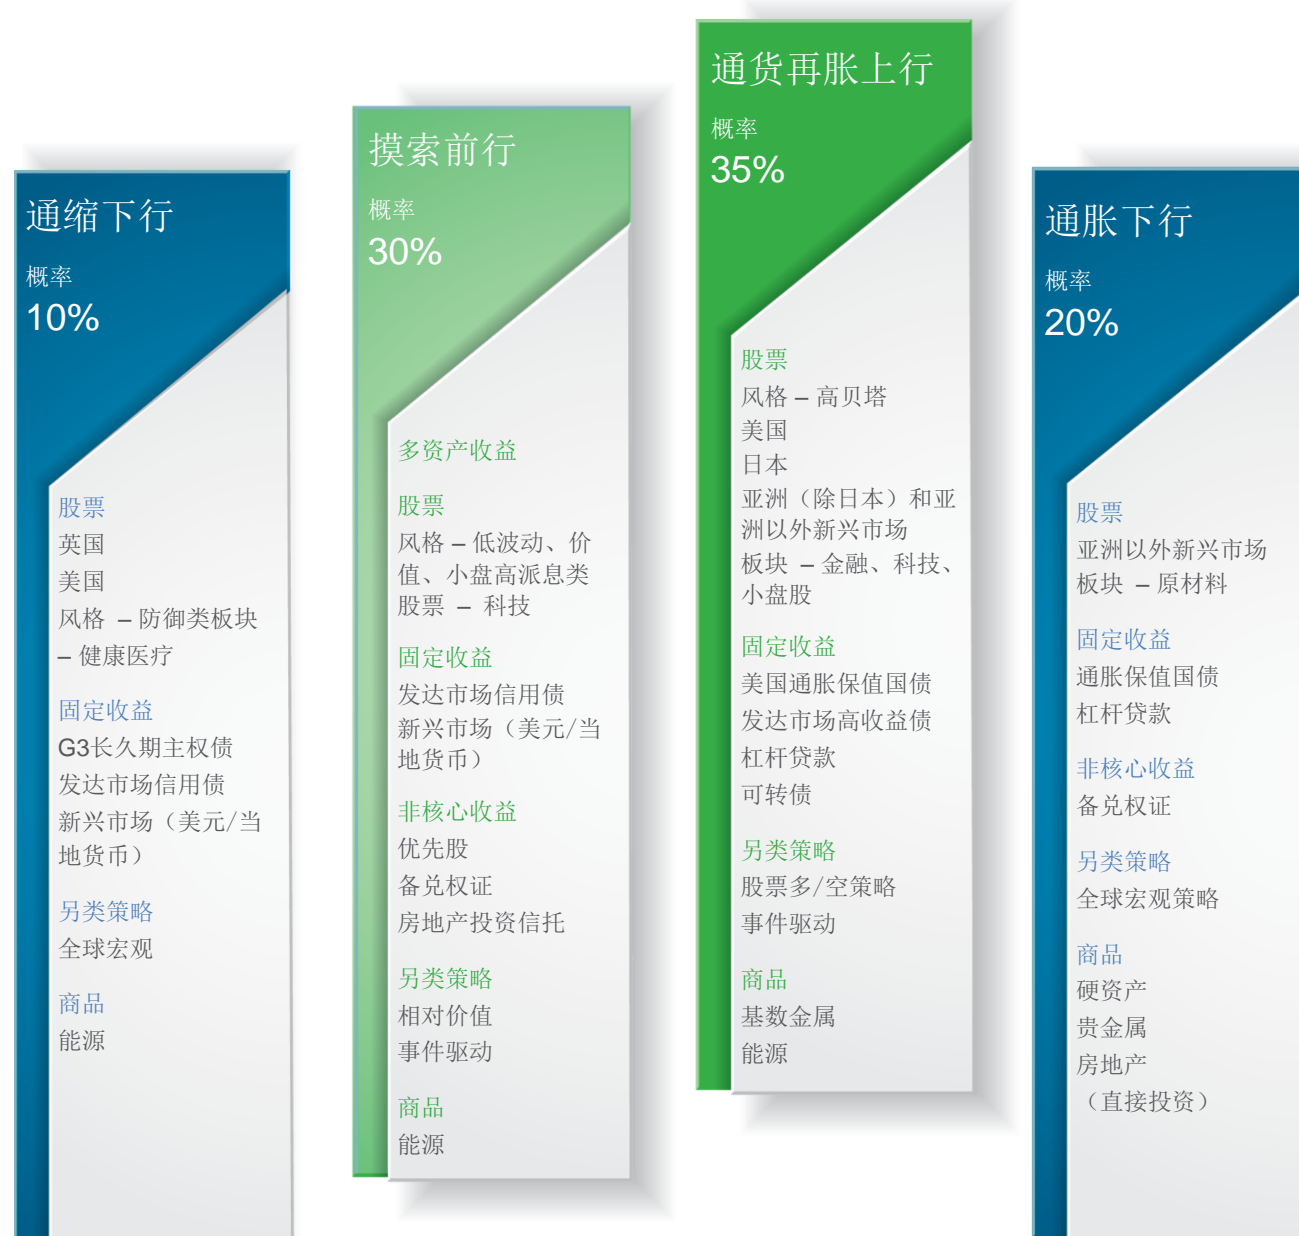 通缩下行
概率
10%
股票
英国
美国
风格 – 防御类板块
– 健康医疗
固定收益
G3长久期主权债
发达市场信用债
新兴市场（美元/当
地货币）
另类策略
全球宏观
商品
能源
摸索前行
概率
30%
多资产收益
股票
风格 – 低波动、价
值、小盘高派息类
股票 – 科技
固定收益
发达市场信用债
新兴市场（美元/当
地货币）
非核心收益
优先股
备兑权证
房地产投资信托
另类策略
相对价值
事件驱动
商品
能源
通货再胀上行
概率
35%
股票
风格 – 高贝塔
美国
日本
亚洲（除日本）和亚
洲以外新兴市场
板块 – 金融、科技、
小盘股
固定收益
美国通胀保值国债
发达市场高收益债
杠杆贷款
可转债
另类策略
股票多/空策略
事件驱动
商品
基数金属
能源
通胀下行
概率
20%
股票
亚洲以外新兴市场
板块 – 原材料
固定收益
通胀保值国债
杠杆贷款
非核心收益
备兑权证
另类策略
全球宏观策略
商品
硬资产
贵金属
房地产
（直接投资）